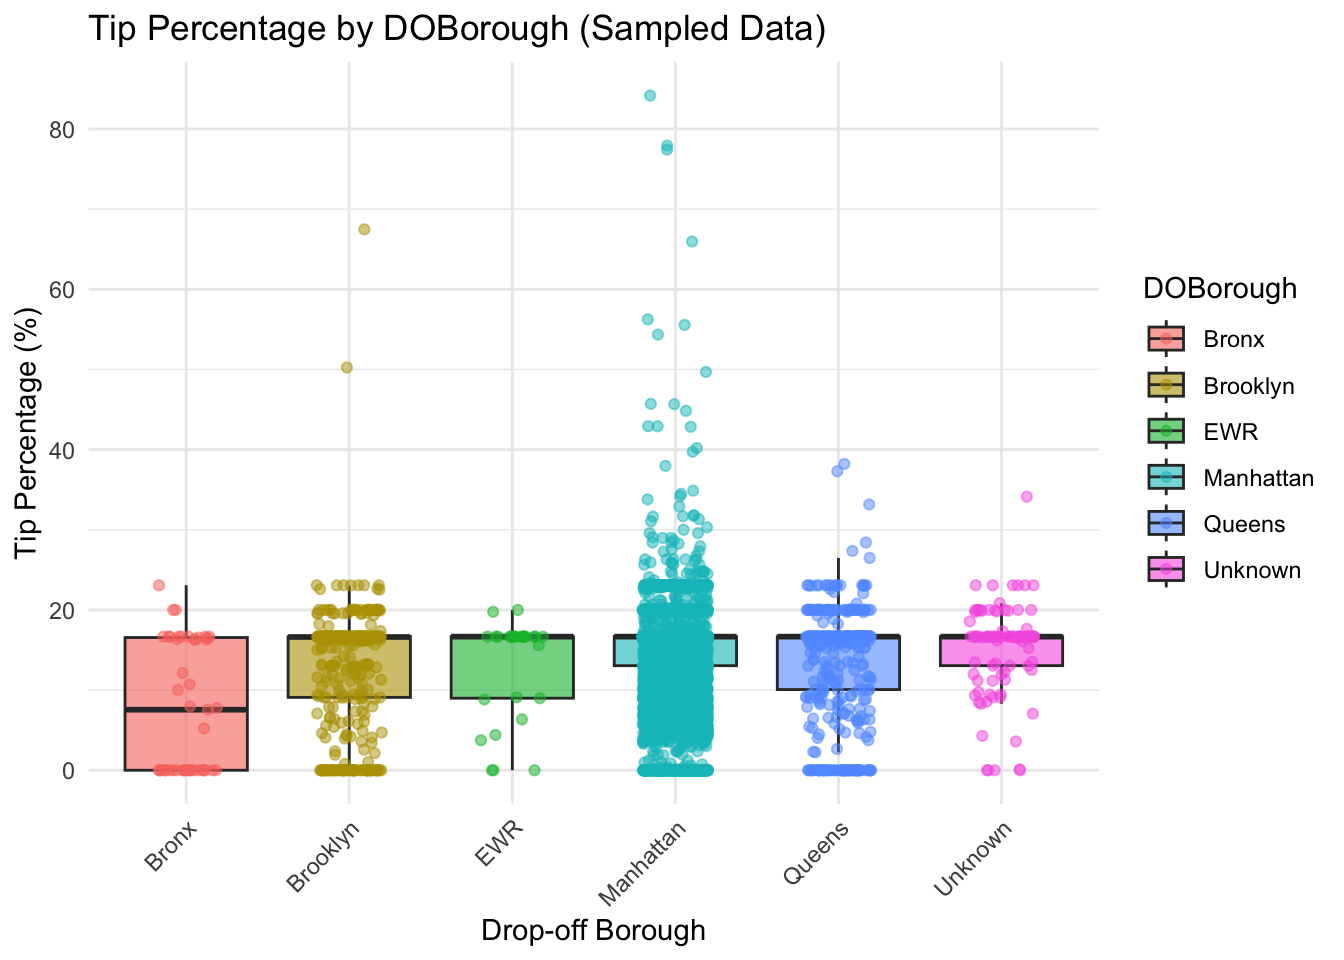 Tip Percentage by DOBorough (Sampled Data)
Tip Percentage (%)
80
60
40
20
0
Bronx
Brooklyn
EWR
Manhattan
Queens
Unknown
Drop-off Borough
DOBorough
Bronx
Brooklyn
EWR
Manhattan
Queens
Unknown